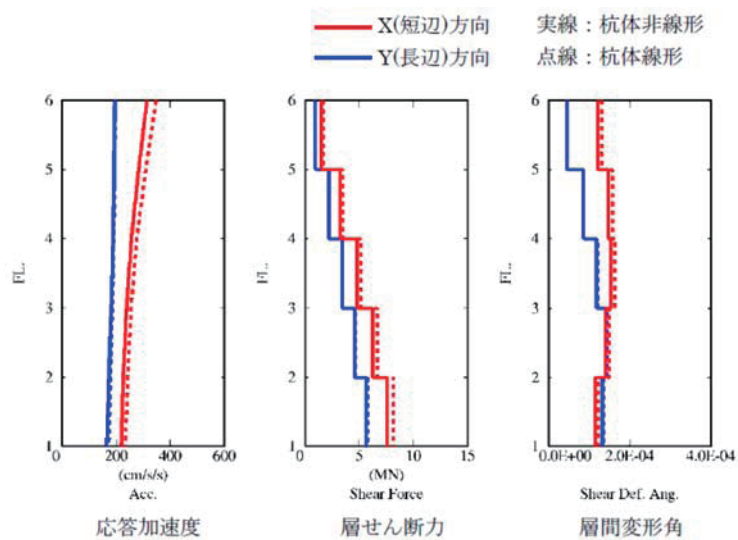 X(短辺)方向 実線：杭体非線形
Y(長辺)方向 点線：杭体線形
6
5
4
3
2
1
FL.
0 200 400 600
(cm/s/s)
Acc.
応答加速度
6
5
4
3
2
1
FL.
0 5 10 15
(MN)
Shear Force
層せん断力
6
5
4
3
2
1
FL.
0.0E+00 2.0E-04 4.0E-04
Shear Def. Ang.
層間変形角